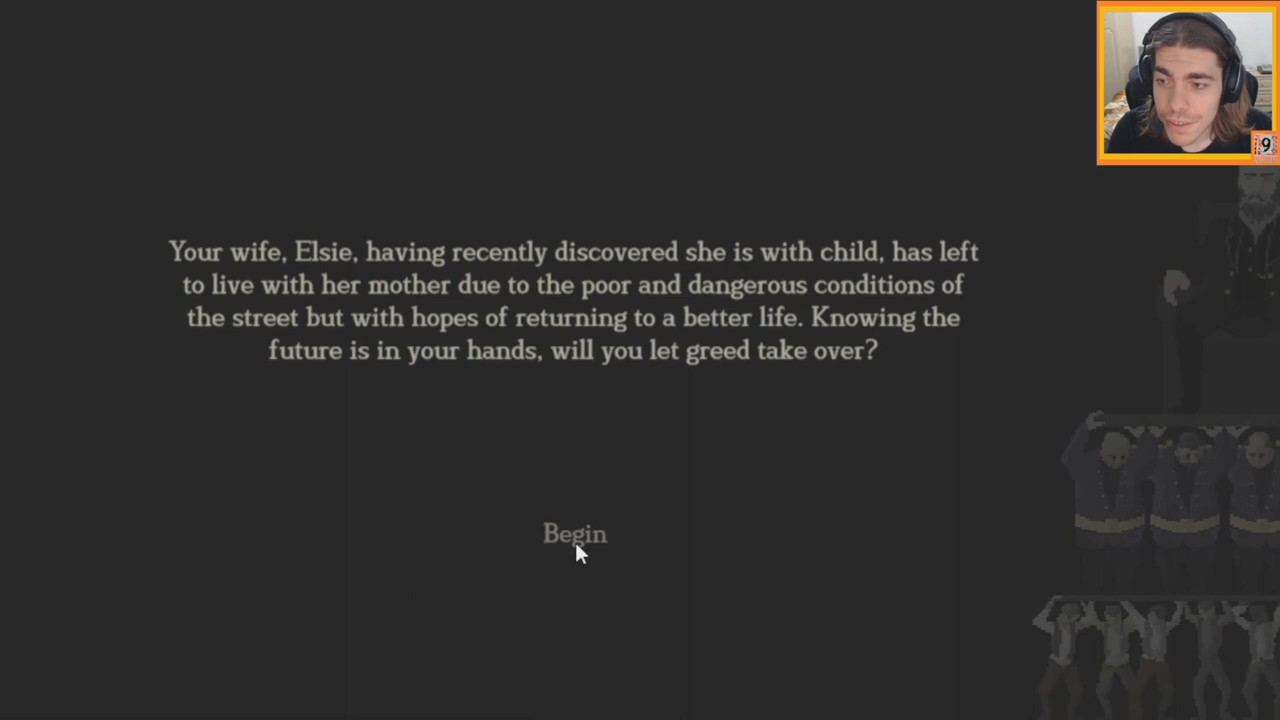 9
Your wife, Elsie, having recently discovered she is with child, has left
to live with her mother due to the poor and dangerous conditions of
the street but with hopes of returning to a better life. Knowing the
future is in your hands, will you let greed take over?
Begin